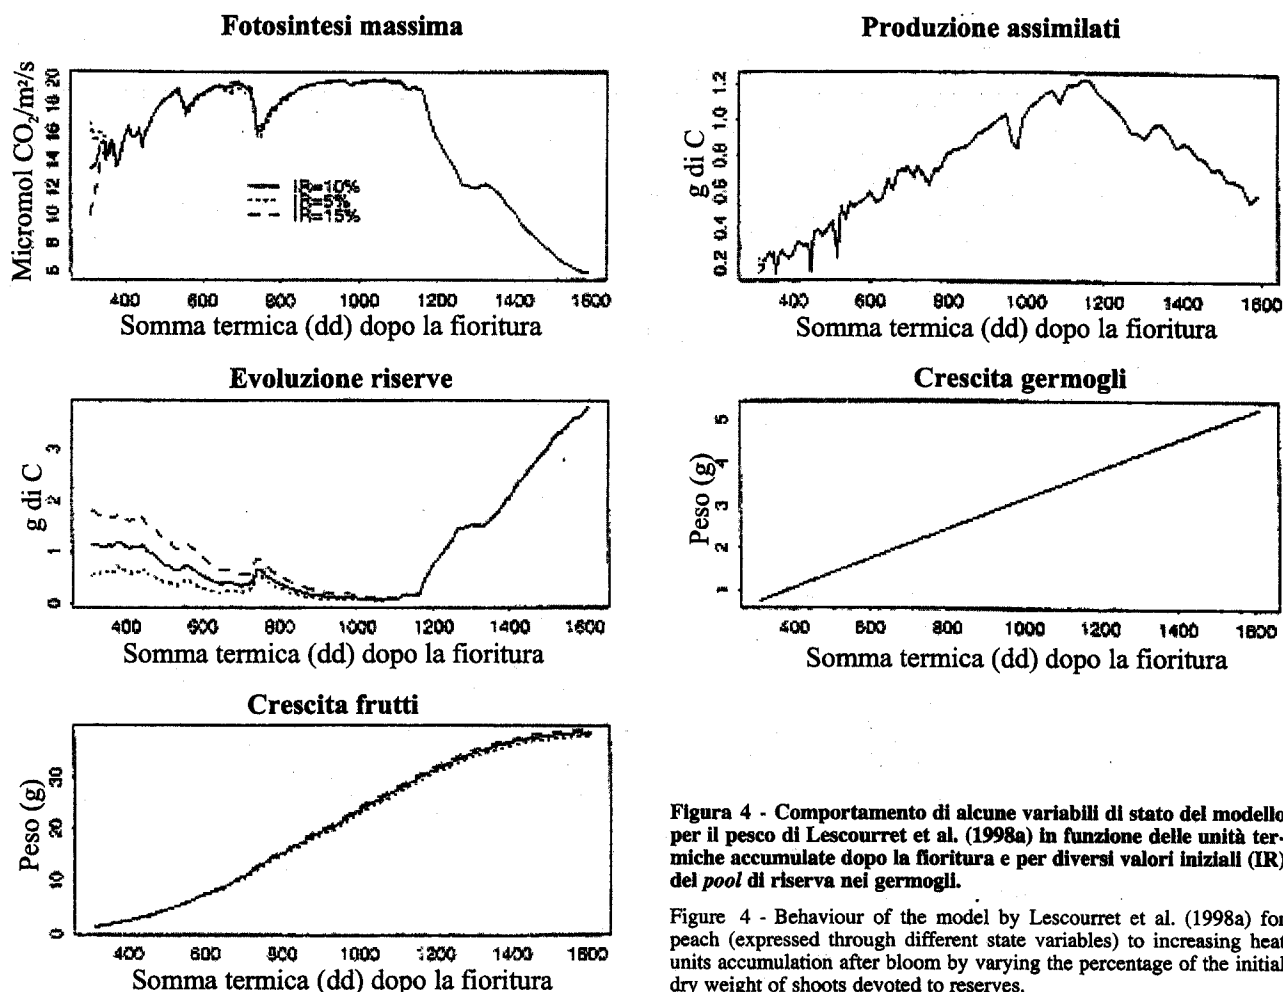 Fotosintesi massima
Micromol CO₂/m²/s
6 8 10 12 14 16 18 20
IR=10%
IR=5%
IR=15%
400 600 800 1000 1200 1400 1600
Somma termica (dd) dopo la fioritura
Produzione assimilati
g di C
0.2 0.4 0.6 0.8 1.0 1.2
400 600 800 1000 1200 1400 1600
Somma termica (dd) dopo la fioritura
Evoluzione riserve
g di C
0 1 2 3
400 600 800 1000 1200 1400 1600
Somma termica (dd) dopo la fioritura
Crescita germogli
Peso (g)
1 2 3 4 5
400 600 800 1000 1200 1400 1600
Somma termica (dd) dopo la fioritura
Crescita frutti
Peso (g)
0 10 20 30
400 600 800 1000 1200 1400 1600
Somma termica (dd) dopo la fioritura
Figura 4 - Comportamento di alcune variabili di stato del modello
per il pesco di Lescourret et al. (1998a) in funzione delle unità ter-
miche accumulate dopo la fioritura e per diversi valori iniziali (IR)
del pool di riserva nei germogli.
Figure 4 - Behaviour of the model by Lescourret et al. (1998a) for
peach (expressed through different state variables) to increasing heat
units accumulation after bloom by varying the percentage of the initial
dry weight of shoots devoted to reserves.